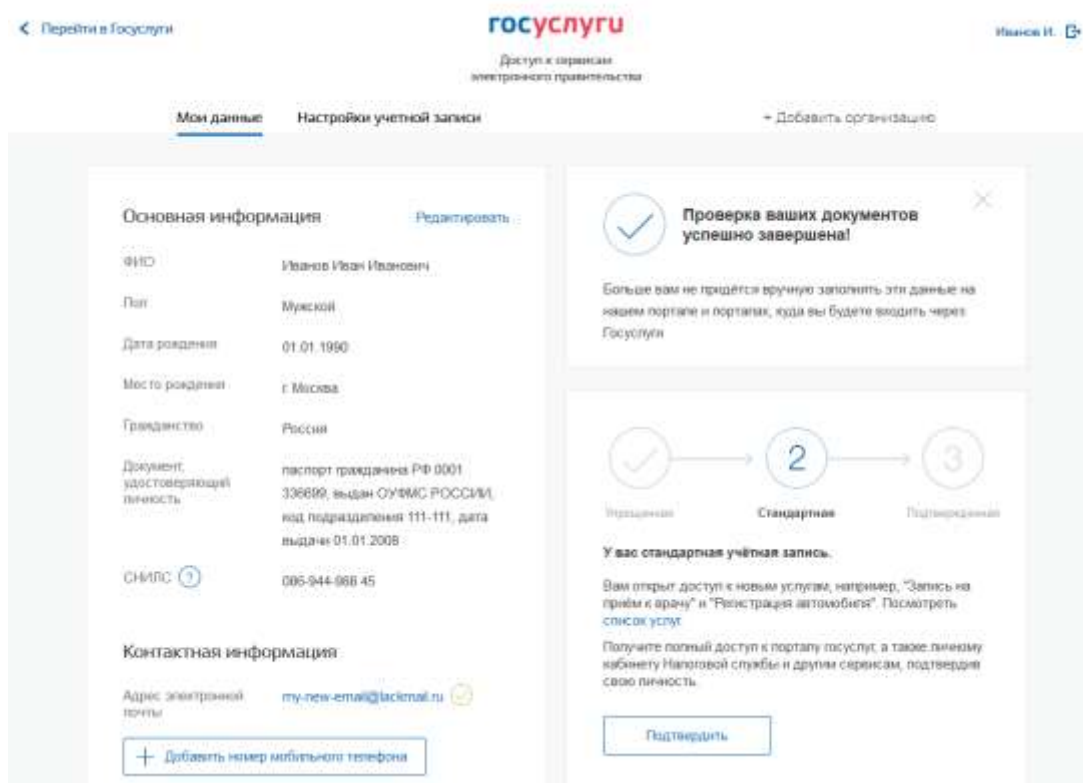 Перейти в Госуслуги
госуслуги
Иванов И.
Доступ к сервисам
электронного правительства
Мои данные
Настройки учетной записи
+ Добавить организацию
Основная информация
Редактировать
ФИО
Иванов Иван Иванович
Пол
Мужской
Дата рождения
01.01.1990
Место рождения
г. Москва
Гражданство
Россия
Документ,
удостоверяющий
личность
паспорт гражданина РФ 0001
336699, выдан ОУФМС РОССИИ,
код подразделения 111-111, дата
выдачи 01.01.2008
СНИЛС ?
086-944-968 45
Контактная информация
Адрес электронной
почты
my-new-email@lackmail.ru
+ Добавить номер мобильного телефона
Проверка ваших документов
успешно завершена!
Больше вам не придётся вручную заполнять эти данные на
нашем портале и порталах, куда вы будете входить через
Госуслуги
2
3
Упрощенная
Стандартная
Подтвержденная
У вас стандартная учётная запись.
Вам открыт доступ к новым услугам, например, "Запись на
приём к врачу" и "Регистрация автомобиля". Посмотреть
список услуг
Получите полный доступ к порталу госуслуг, а также личному
кабинету Налоговой службы и другим сервисам, подтвердив
свою личность.
Подтвердить